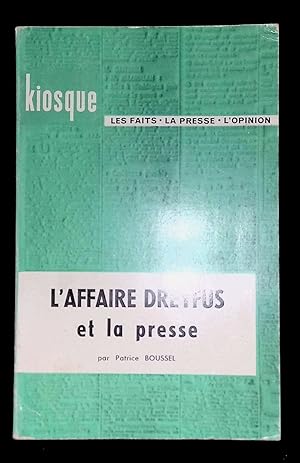 kiosque
LES FAITS • LA PRESSE • L'OPINION
L'AFFAIRE DREYFUS
et la presse
par Patrice BOUSSEL